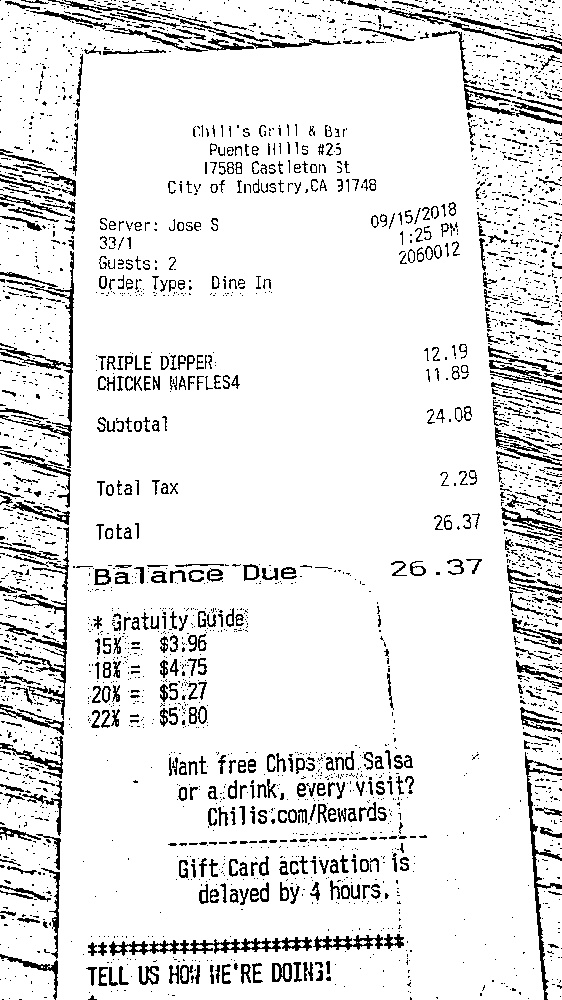 Chili's Grill & Bar
Puente Hills #25
17588 Castleton St
City of Industry,CA 91748
Server: Jose S 09/15/2018
33/1 1:25 PM
Guests: 2 2060012
Order Type: Dine In
TRIPLE DIPPER 12.19
CHICKEN WAFFLES4 11.89
Subtotal 24.08
Total Tax 2.29
Total 26.37
Balance Due 26.37
* Gratuity Guide
15% = $3.96
18% = $4.75
20% = $5.27
22% = $5.80
Want free Chips and Salsa
or a drink, every visit?
Chilis.com/Rewards
--------------------------------
Gift Card activation is
delayed by 4 hours.
********************************
TELL US HOW WE'RE DOING!